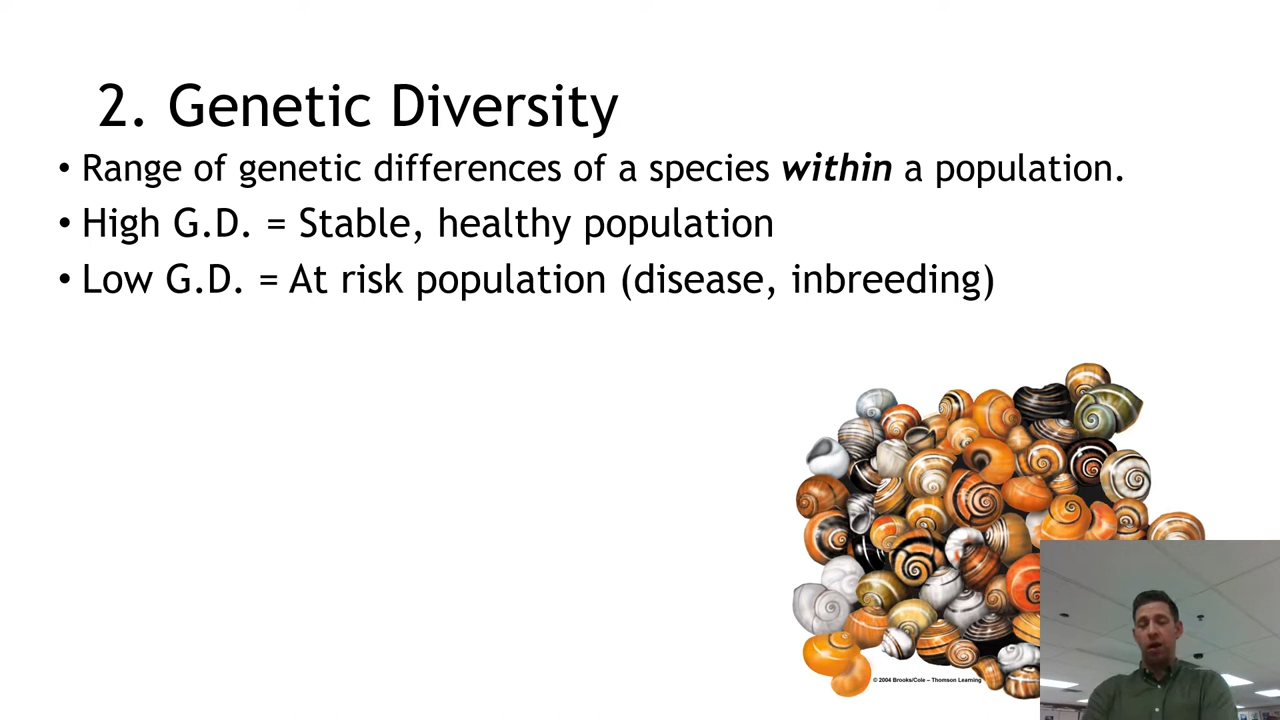 2. Genetic Diversity
• Range of genetic differences of a species within a population.
• High G.D. = Stable, healthy population
• Low G.D. = At risk population (disease, inbreeding)
© 2004 Brooks/Cole – Thomson Learning